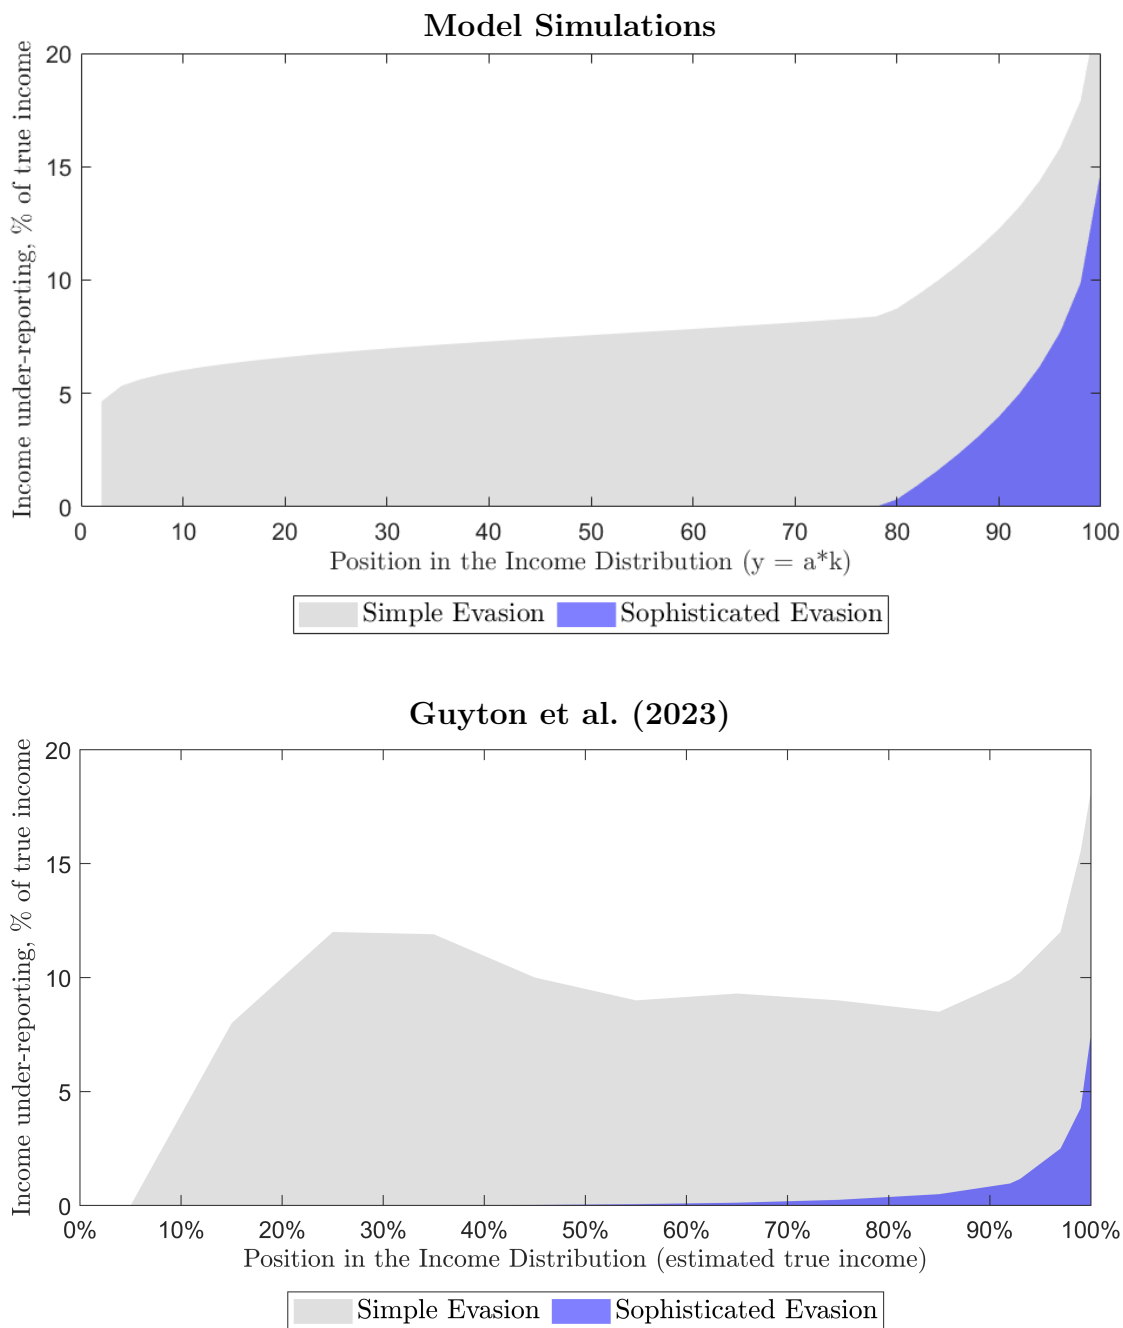 Model Simulations
Income under-reporting, % of true income
20
15
10
5
0
0 10 20 30 40 50 60 70 80 90 100
Position in the Income Distribution (y = a*k)
Simple Evasion Sophisticated Evasion
Guyton et al. (2023)
Income under-reporting, % of true income
20
15
10
5
0
0% 10% 20% 30% 40% 50% 60% 70% 80% 90% 100%
Position in the Income Distribution (estimated true income)
Simple Evasion Sophisticated Evasion